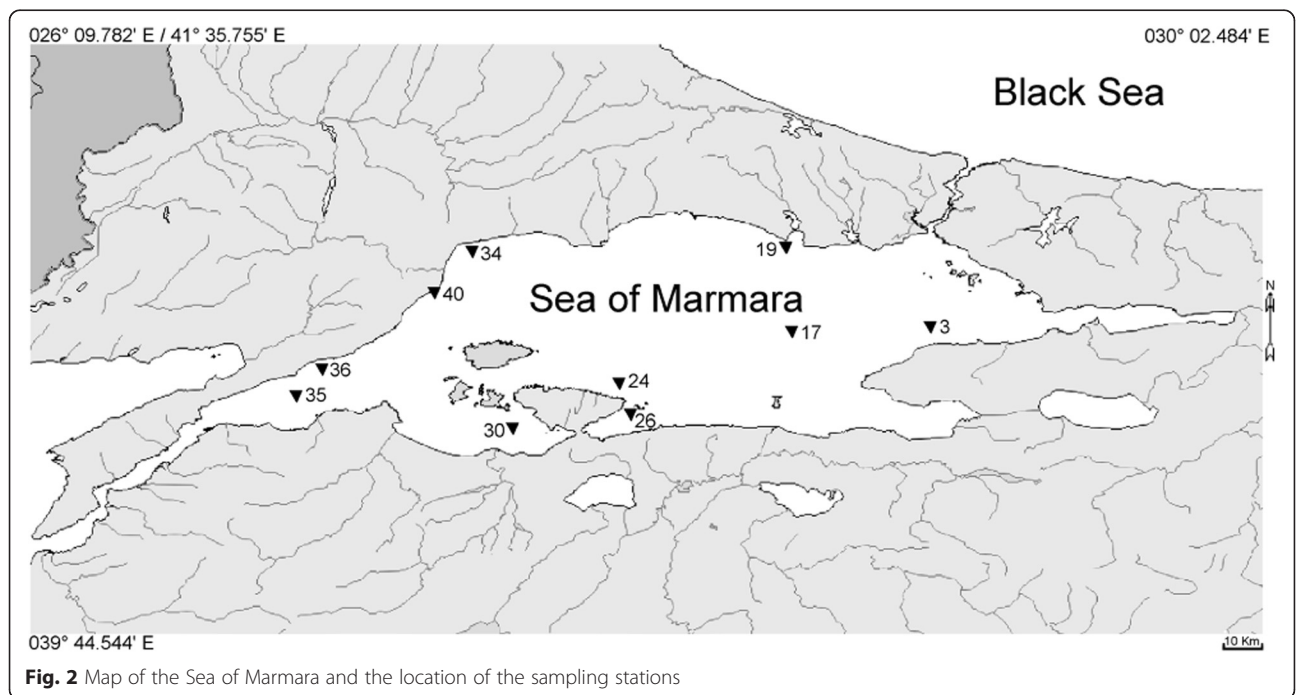 026° 09.782' E / 41° 35.755' E
030° 02.484' E
Black Sea
34
19
40
Sea of Marmara
N
17
3
36
24
35
26
30
039° 44.544' E
10 Km
Fig. 2 Map of the Sea of Marmara and the location of the sampling stations